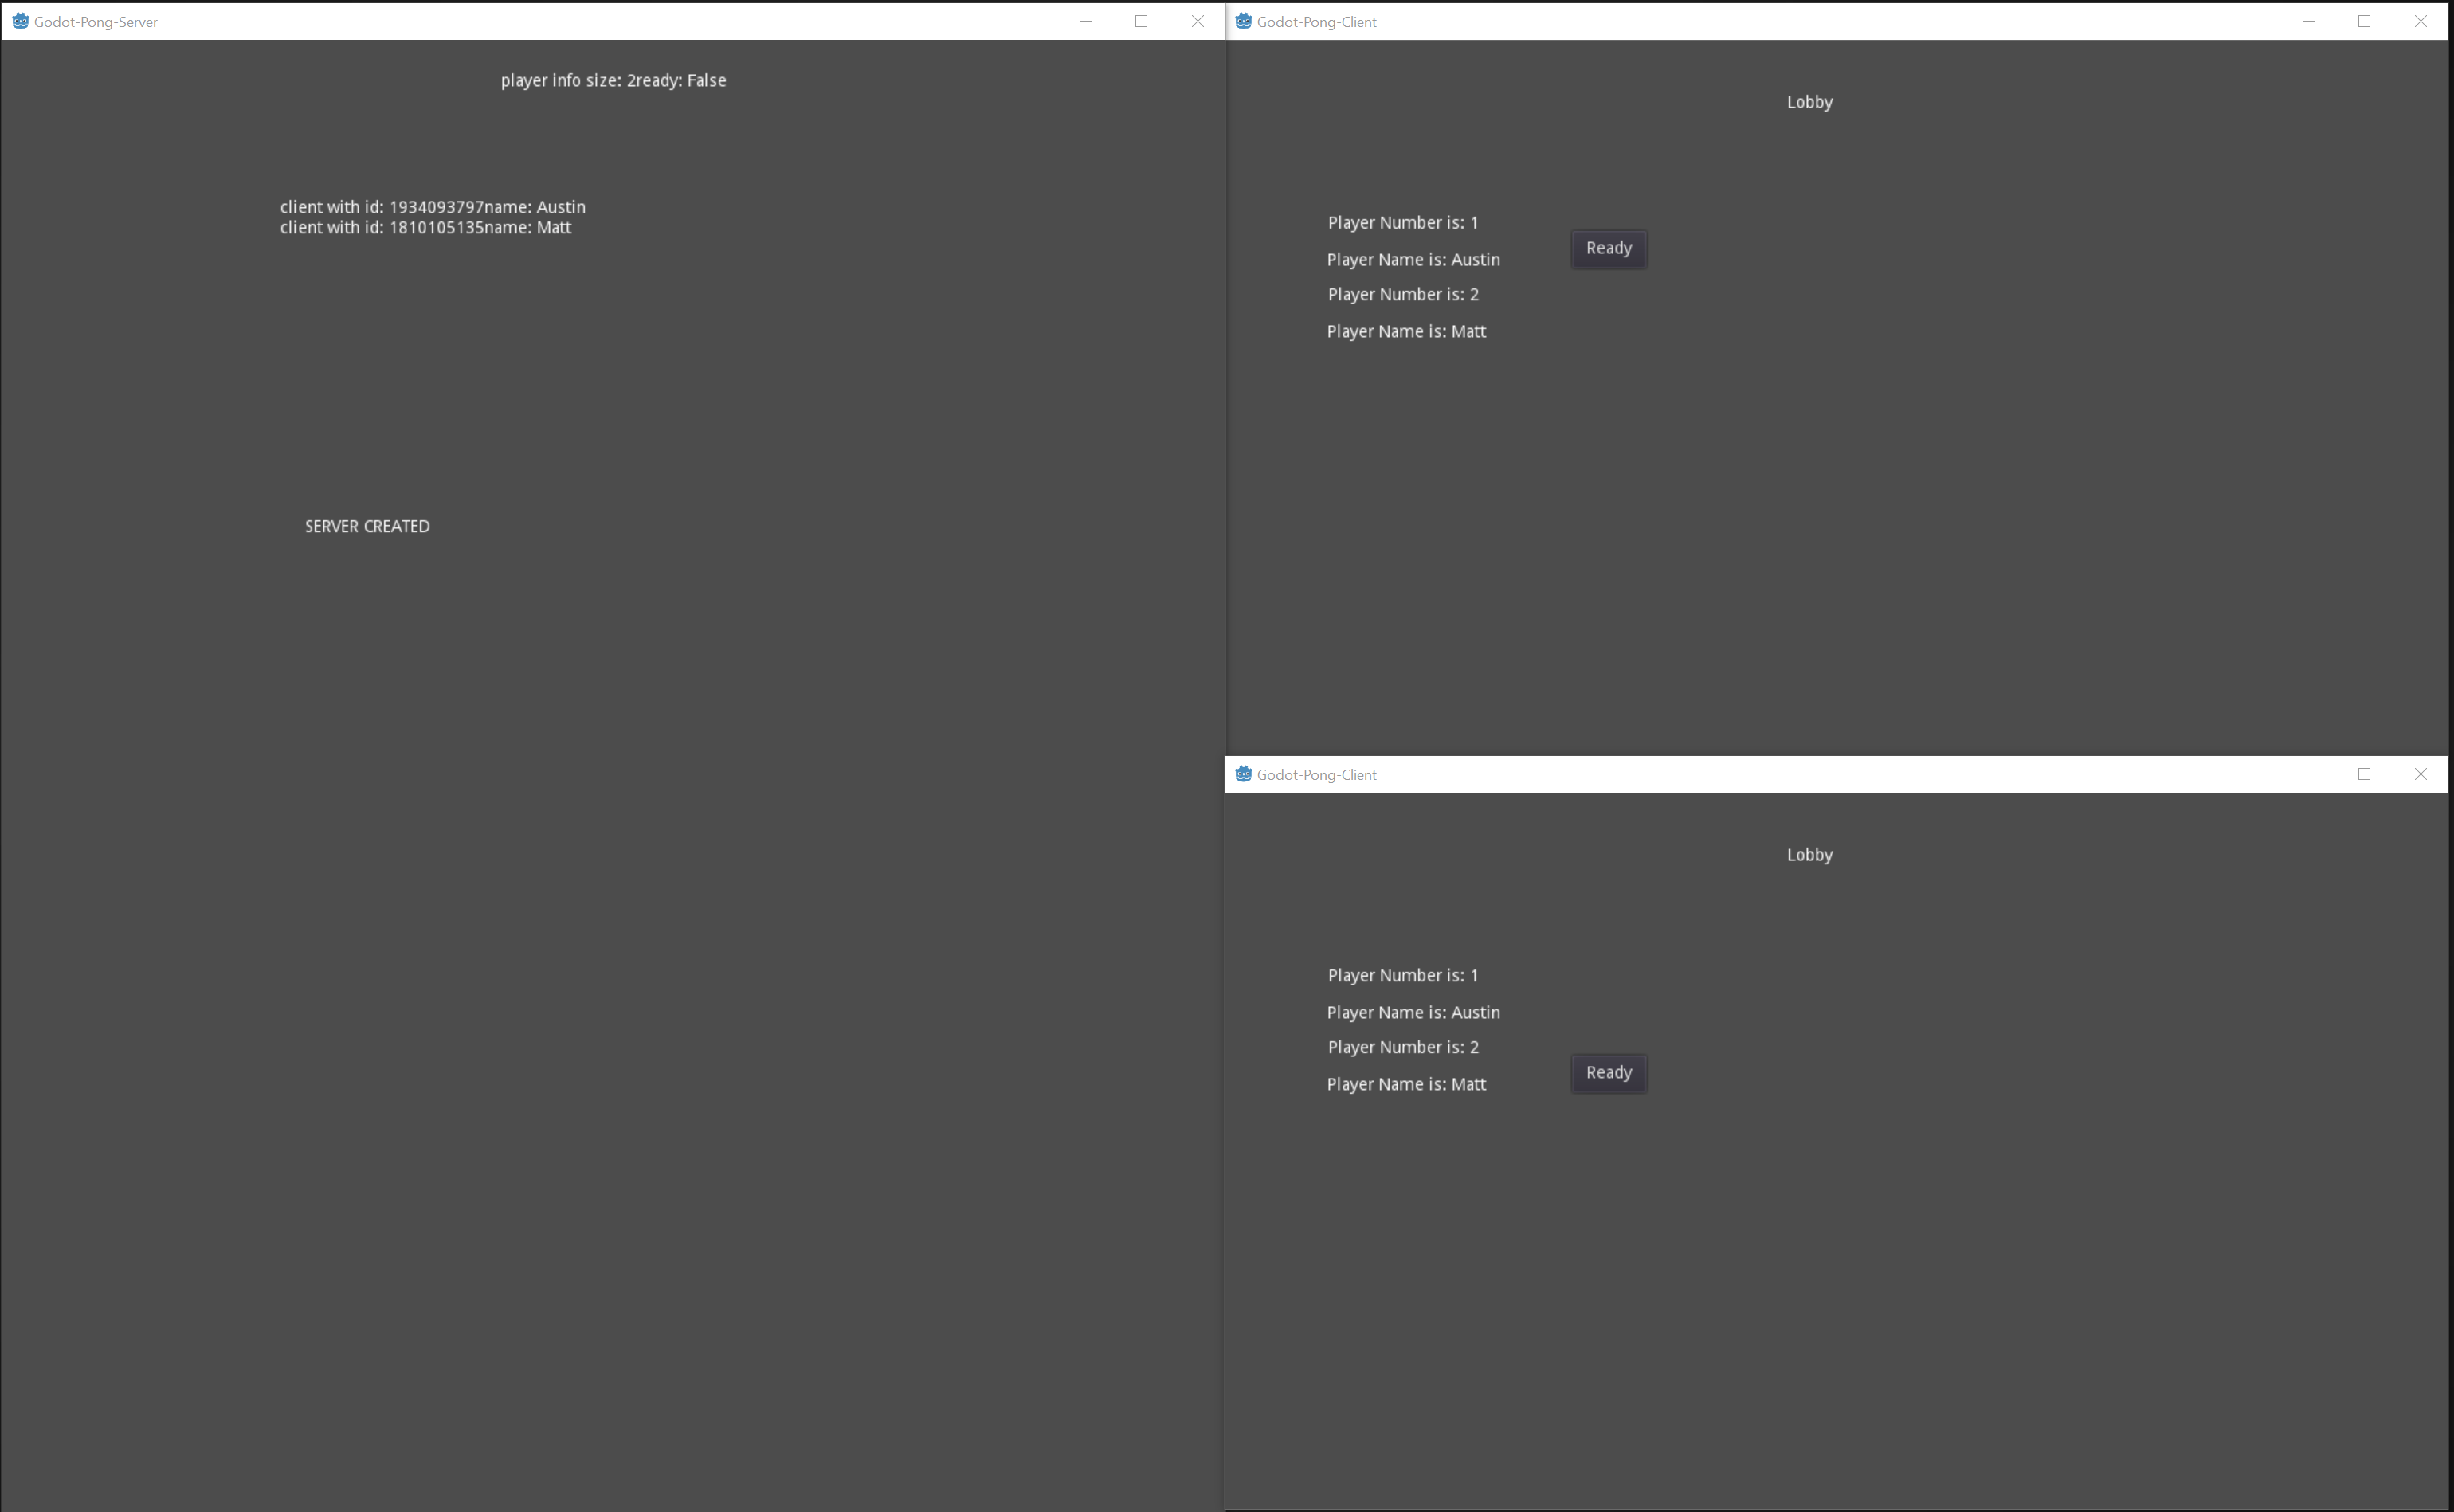 Godot-Pong-Server
player info size: 2ready: False
client with id: 1934093797name: Austin
client with id: 1810105135name: Matt
SERVER CREATED
Godot-Pong-Client
Lobby
Player Number is: 1
Ready
Player Name is: Austin
Player Number is: 2
Player Name is: Matt
Godot-Pong-Client
Lobby
Player Number is: 1
Player Name is: Austin
Player Number is: 2
Ready
Player Name is: Matt